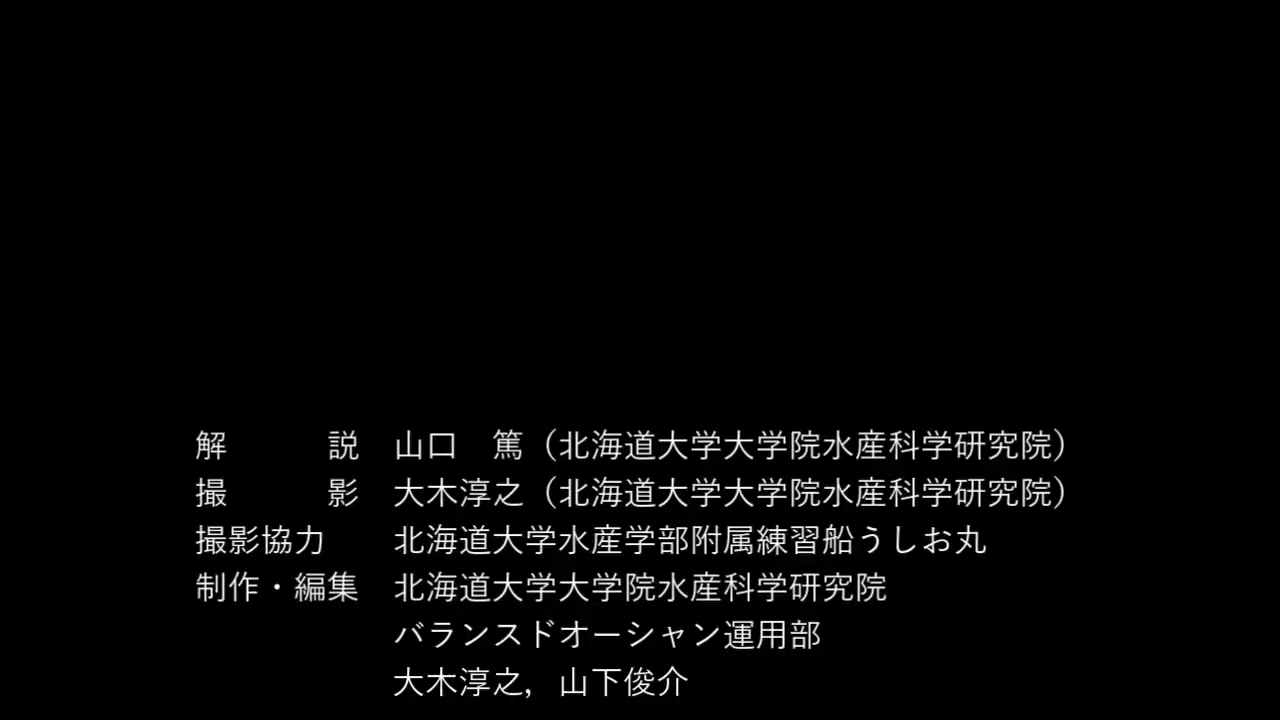 解　　　説　山口　篤（北海道大学大学院水産科学研究院）
撮　　　影　大木淳之（北海道大学大学院水産科学研究院）
撮影協力　　北海道大学水産学部附属練習船うしお丸
制作・編集　北海道大学大学院水産科学研究院
バランスドオーシャン運用部
大木淳之，山下俊介